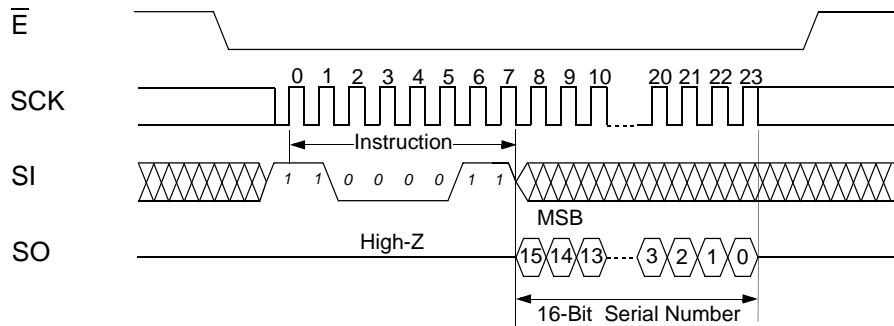 E
0 1 2 3 4 5 6 7 8 9 10 20 21 22 23
SCK
Instruction
SI
1 1 0 0 0 0 1 1
MSB
High-Z
SO
15 14 13 3 2 1 0
16-Bit Serial Number